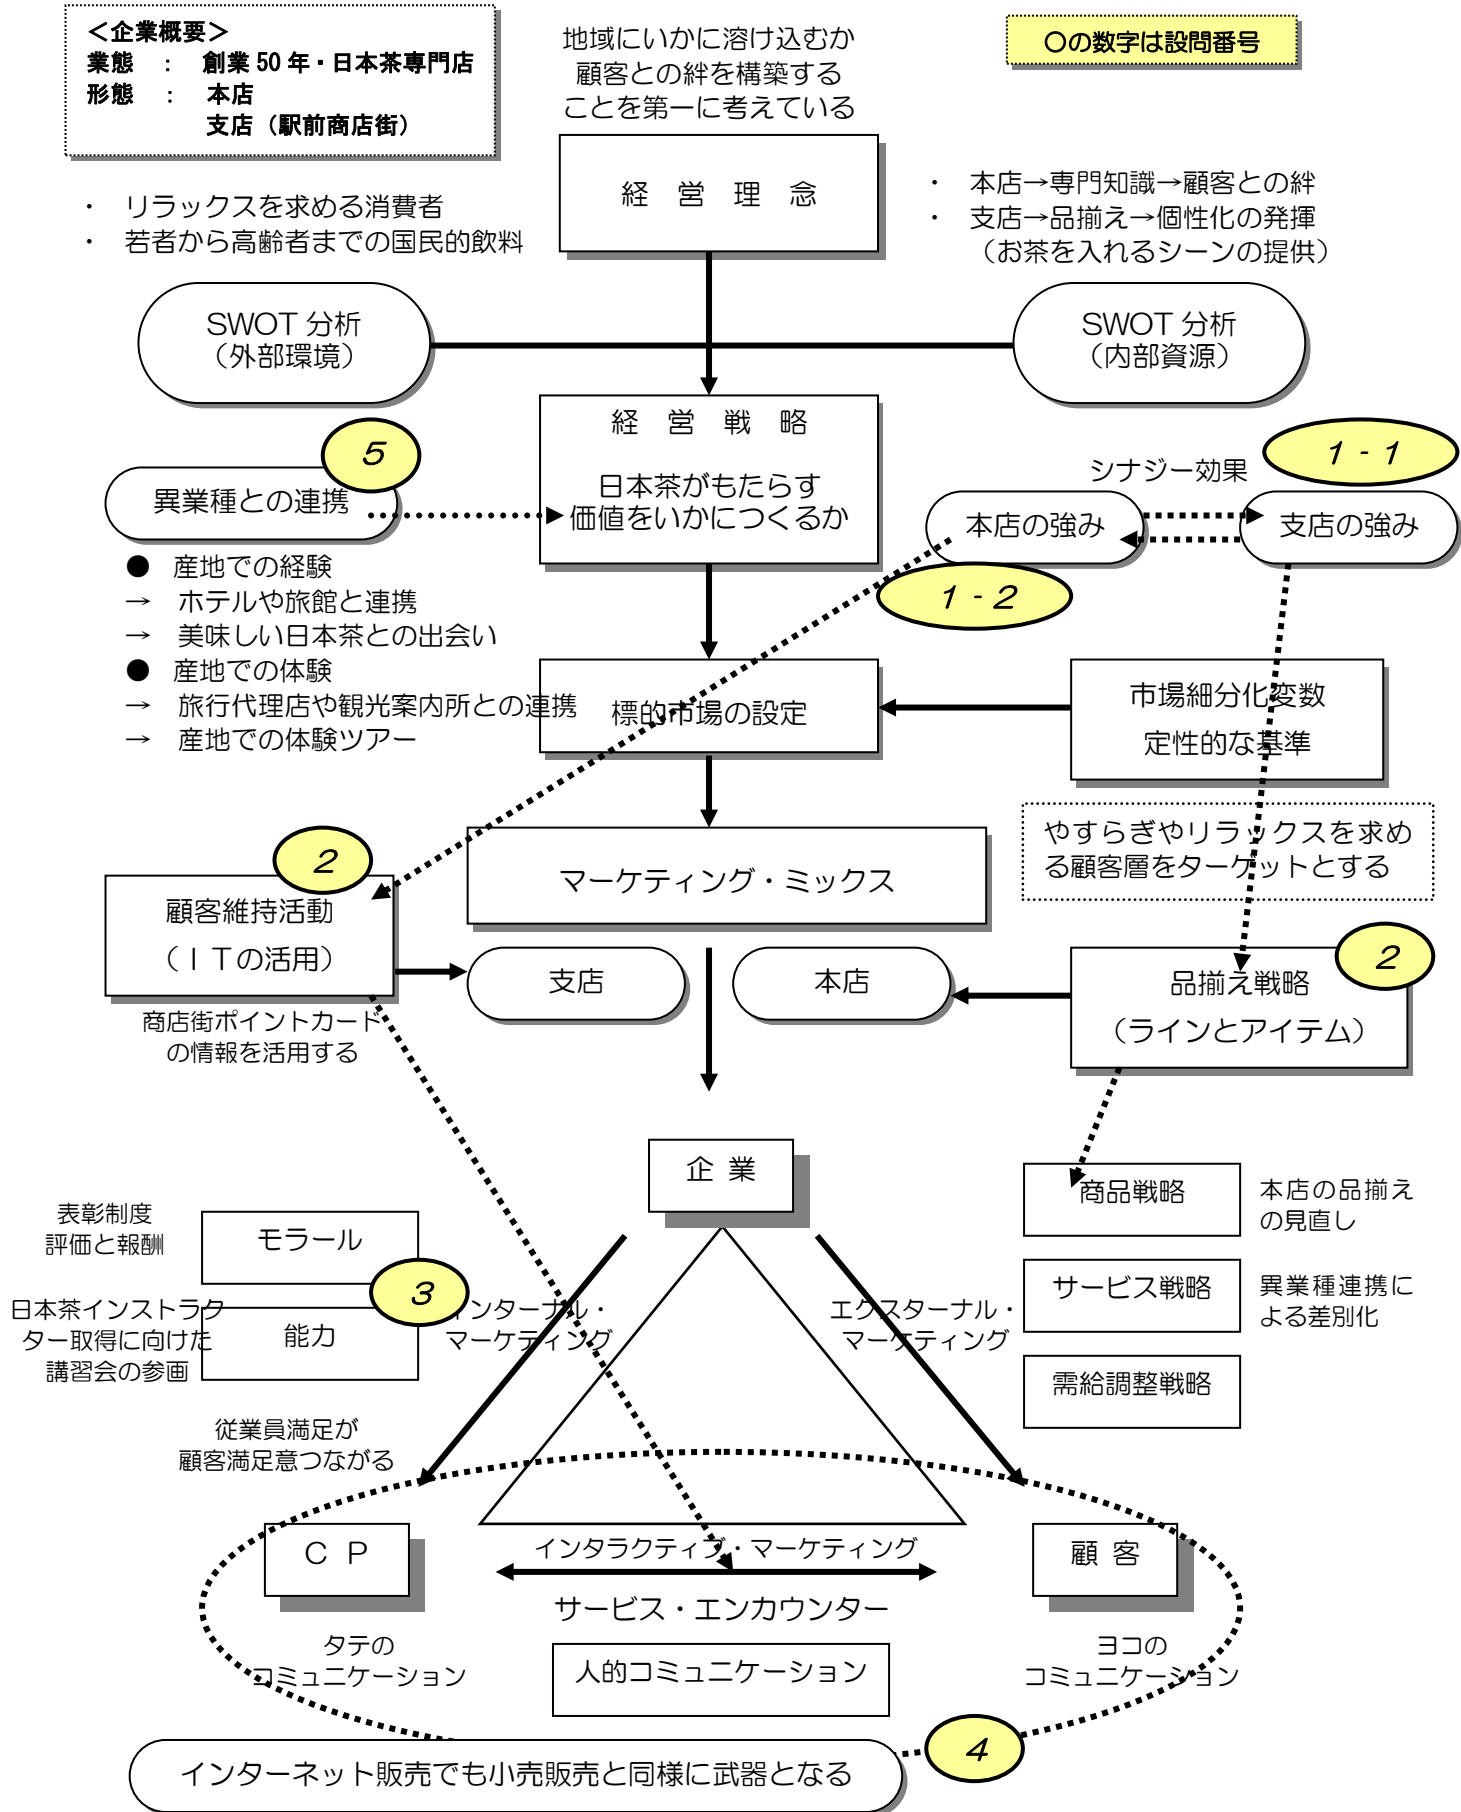 ＜企業概要＞
業態　：　創業50年・日本茶専門店
形態　：　本店
支店（駅前商店街）
地域にいかに溶け込むか
顧客との絆を構築する
ことを第一に考えている
〇の数字は設問番号
経　営　理　念
・　リラックスを求める消費者
・　若者から高齢者までの国民的飲料
・　本店→専門知識→顧客との絆
・　支店→品揃え→個性化の発揮
（お茶を入れるシーンの提供）
SWOT分析
（外部環境）
SWOT分析
（内部資源）
経　営　戦　略
日本茶がもたらす
価値をいかにつくるか
5
異業種との連携
シナジー効果
1 - 1
本店の強み
支店の強み
1 - 2
●　産地での経験
→　ホテルや旅館と連携
→　美味しい日本茶との出会い
●　産地での体験
→　旅行代理店や観光案内所との連携
→　産地での体験ツアー
標的市場の設定
市場細分化変数
定性的な基準
やすらぎやリラックスを求め
る顧客層をターゲットとする
マーケティング・ミックス
2
顧客維持活動
（ＩＴの活用）
商店街ポイントカード
の情報を活用する
支店
本店
2
品揃え戦略
（ラインとアイテム）
企 業
商品戦略
本店の品揃え
の見直し
サービス戦略
異業種連携に
よる差別化
需給調整戦略
表彰制度
評価と報酬
モラール
3
日本茶インストラク
ター取得に向けた
講習会の参画
能力
インターナル・
マーケティング
エクスターナル・
マーケティング
従業員満足が
顧客満足意つながる
Ｃ Ｐ
インタラクティブ・マーケティング
顧 客
サービス・エンカウンター
タテの
コミュニケーション
人的コミュニケーション
ヨコの
コミュニケーション
4
インターネット販売でも小売販売と同様に武器となる